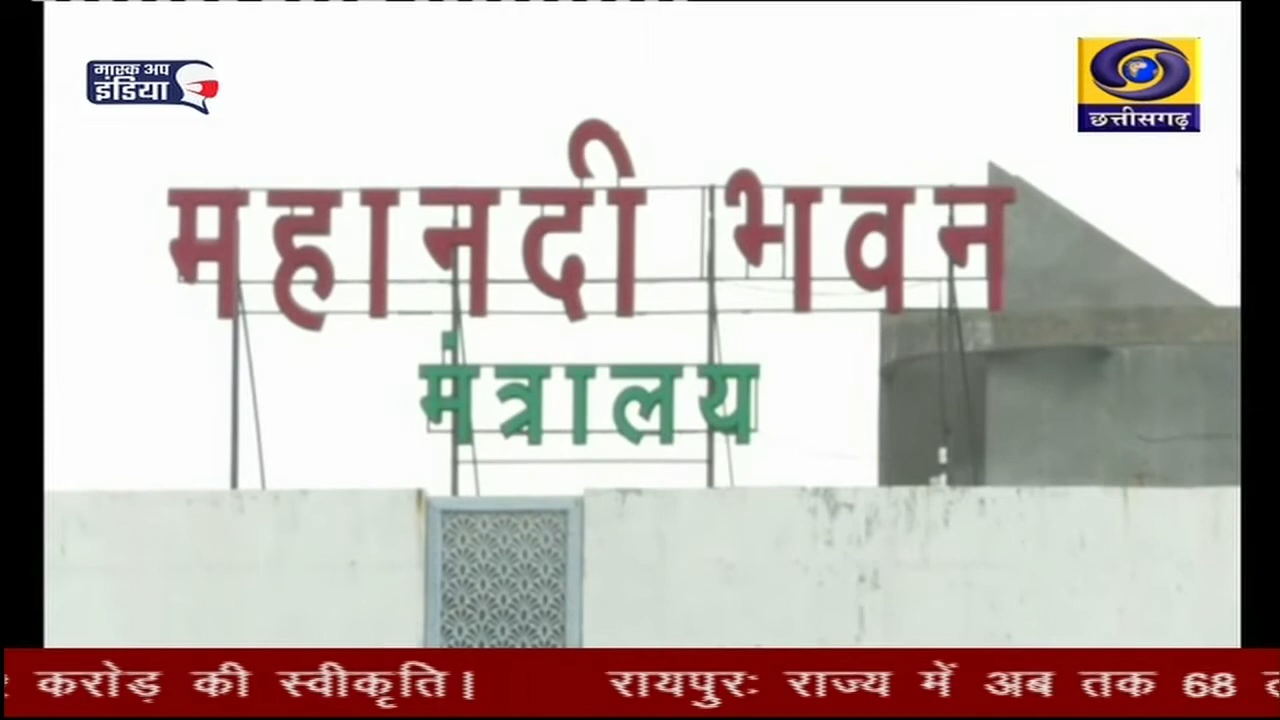 मास्क अप
इंडिया
छत्तीसगढ़
महानदी भवन
मंत्रालय
करोड़ की स्वीकृति। रायपुरः राज्य में अब तक 68